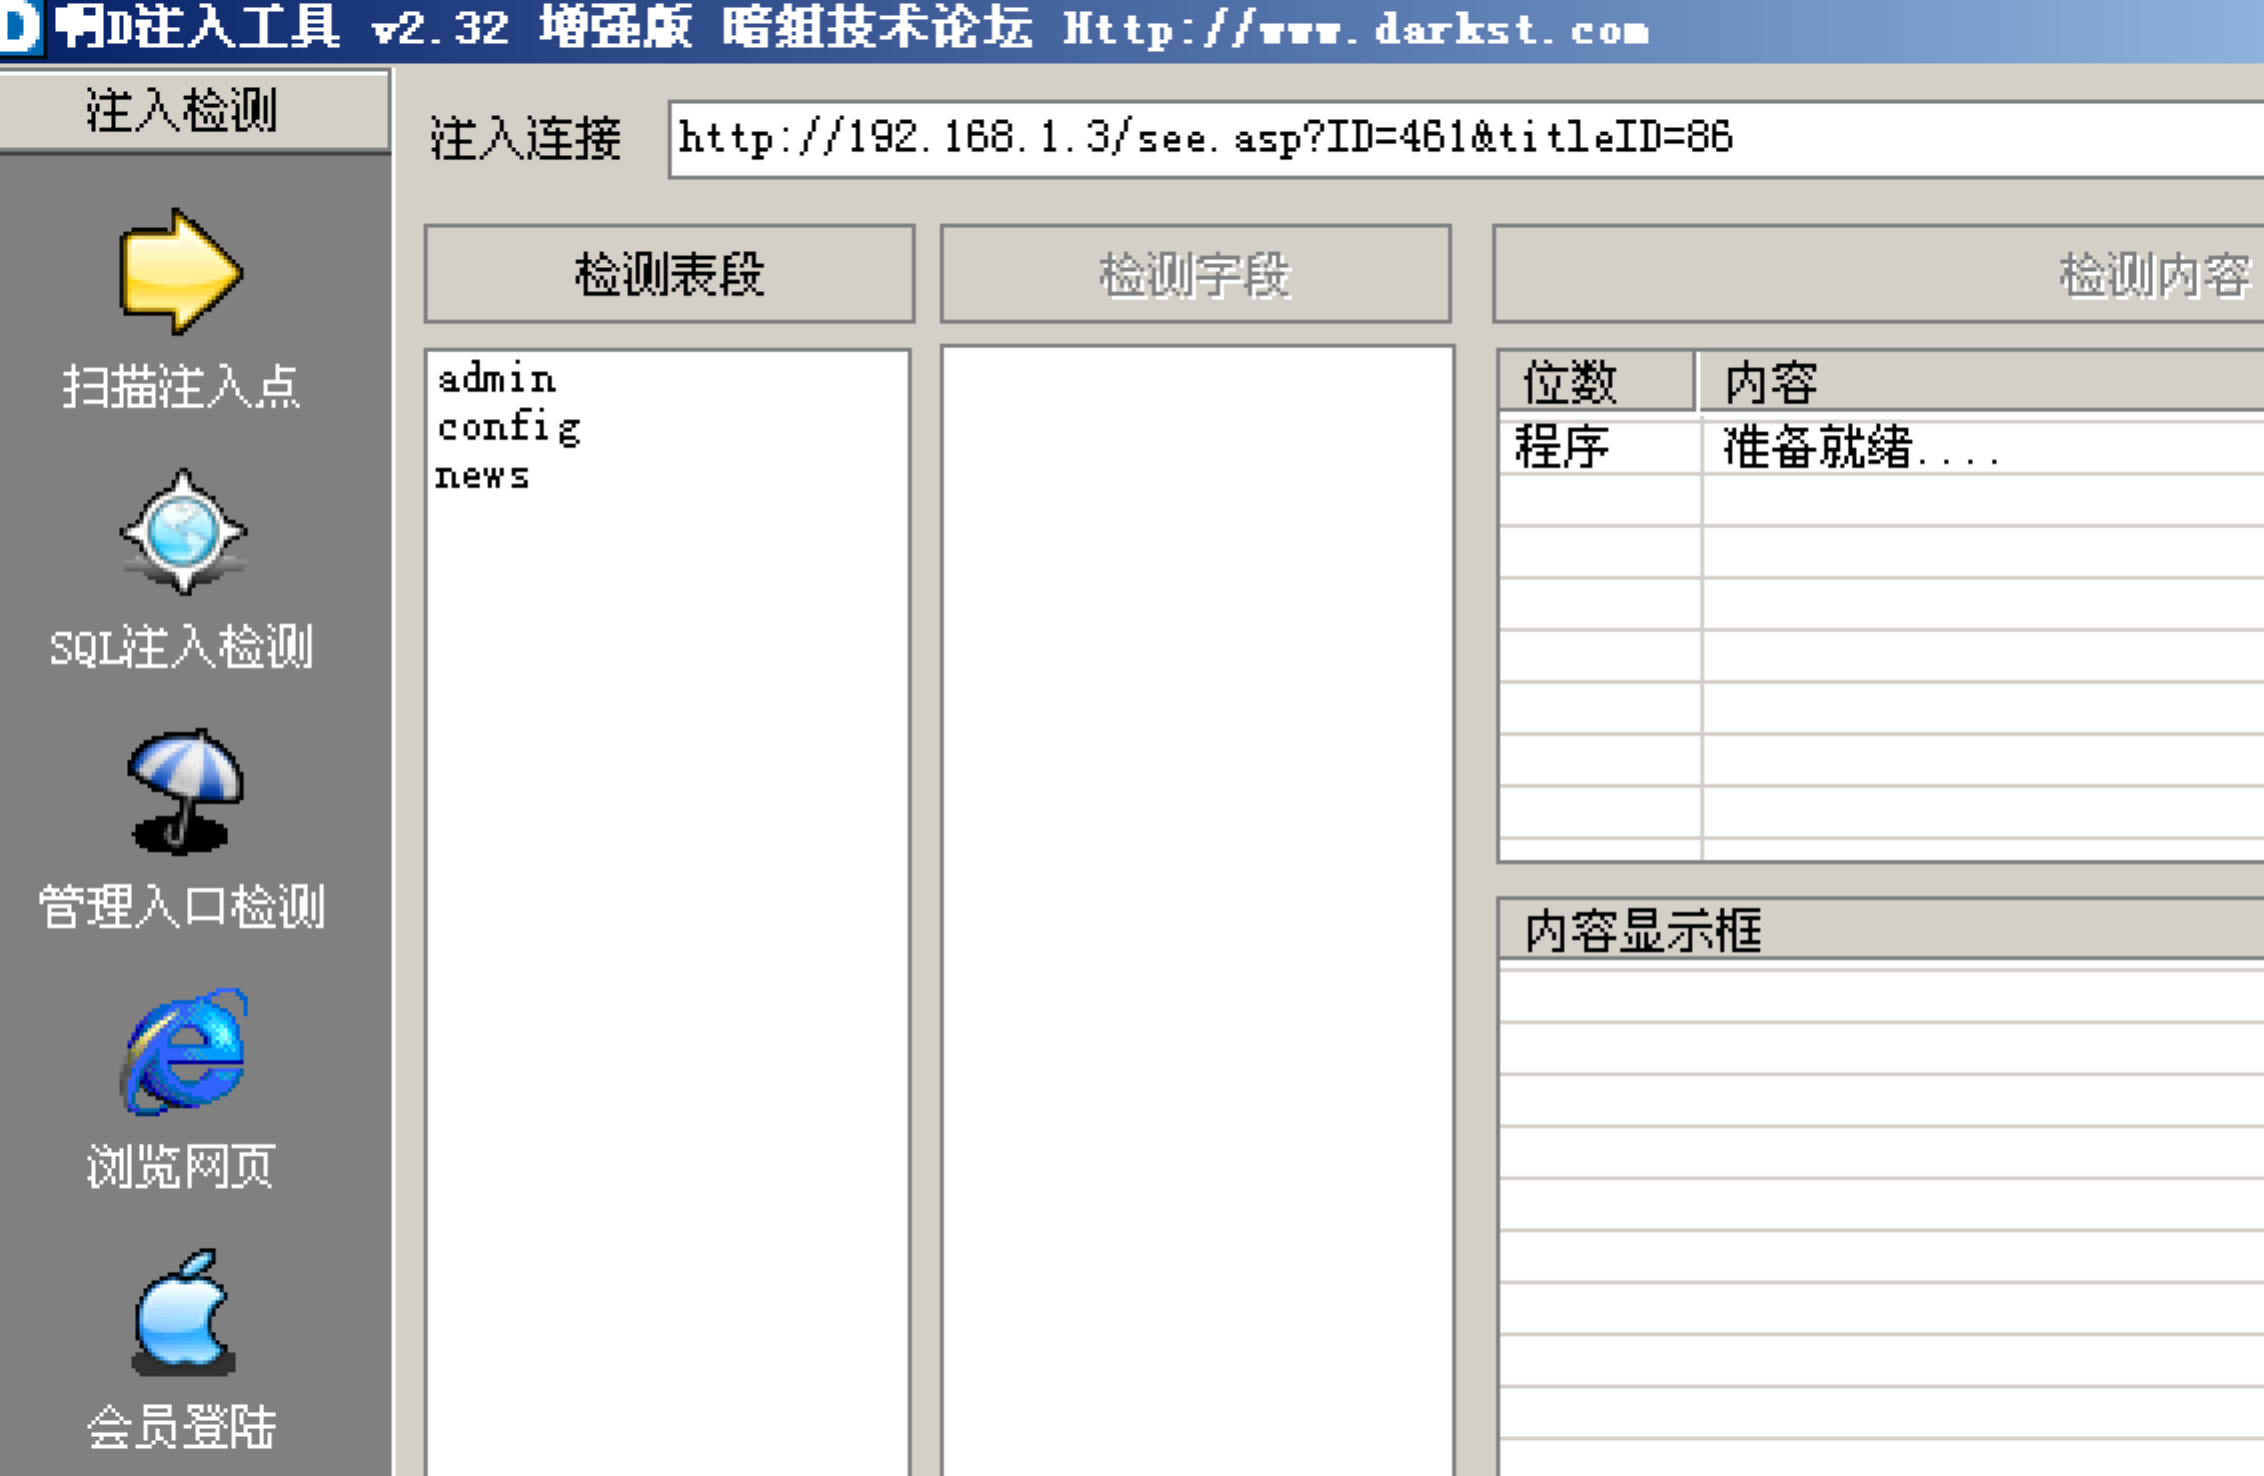 明D注入工具 v2.32 增强版 暗组技术论坛 Http://www.darkst.com
注入检测
注入连接
http://192.168.1.3/see.asp?ID=461&titleID=86
检测表段
检测字段
检测内容
扫描注入点
SQL注入检测
管理入口检测
浏览网页
会员登陆
admin
config
news
位数 内容
程序 准备就绪....
内容显示框